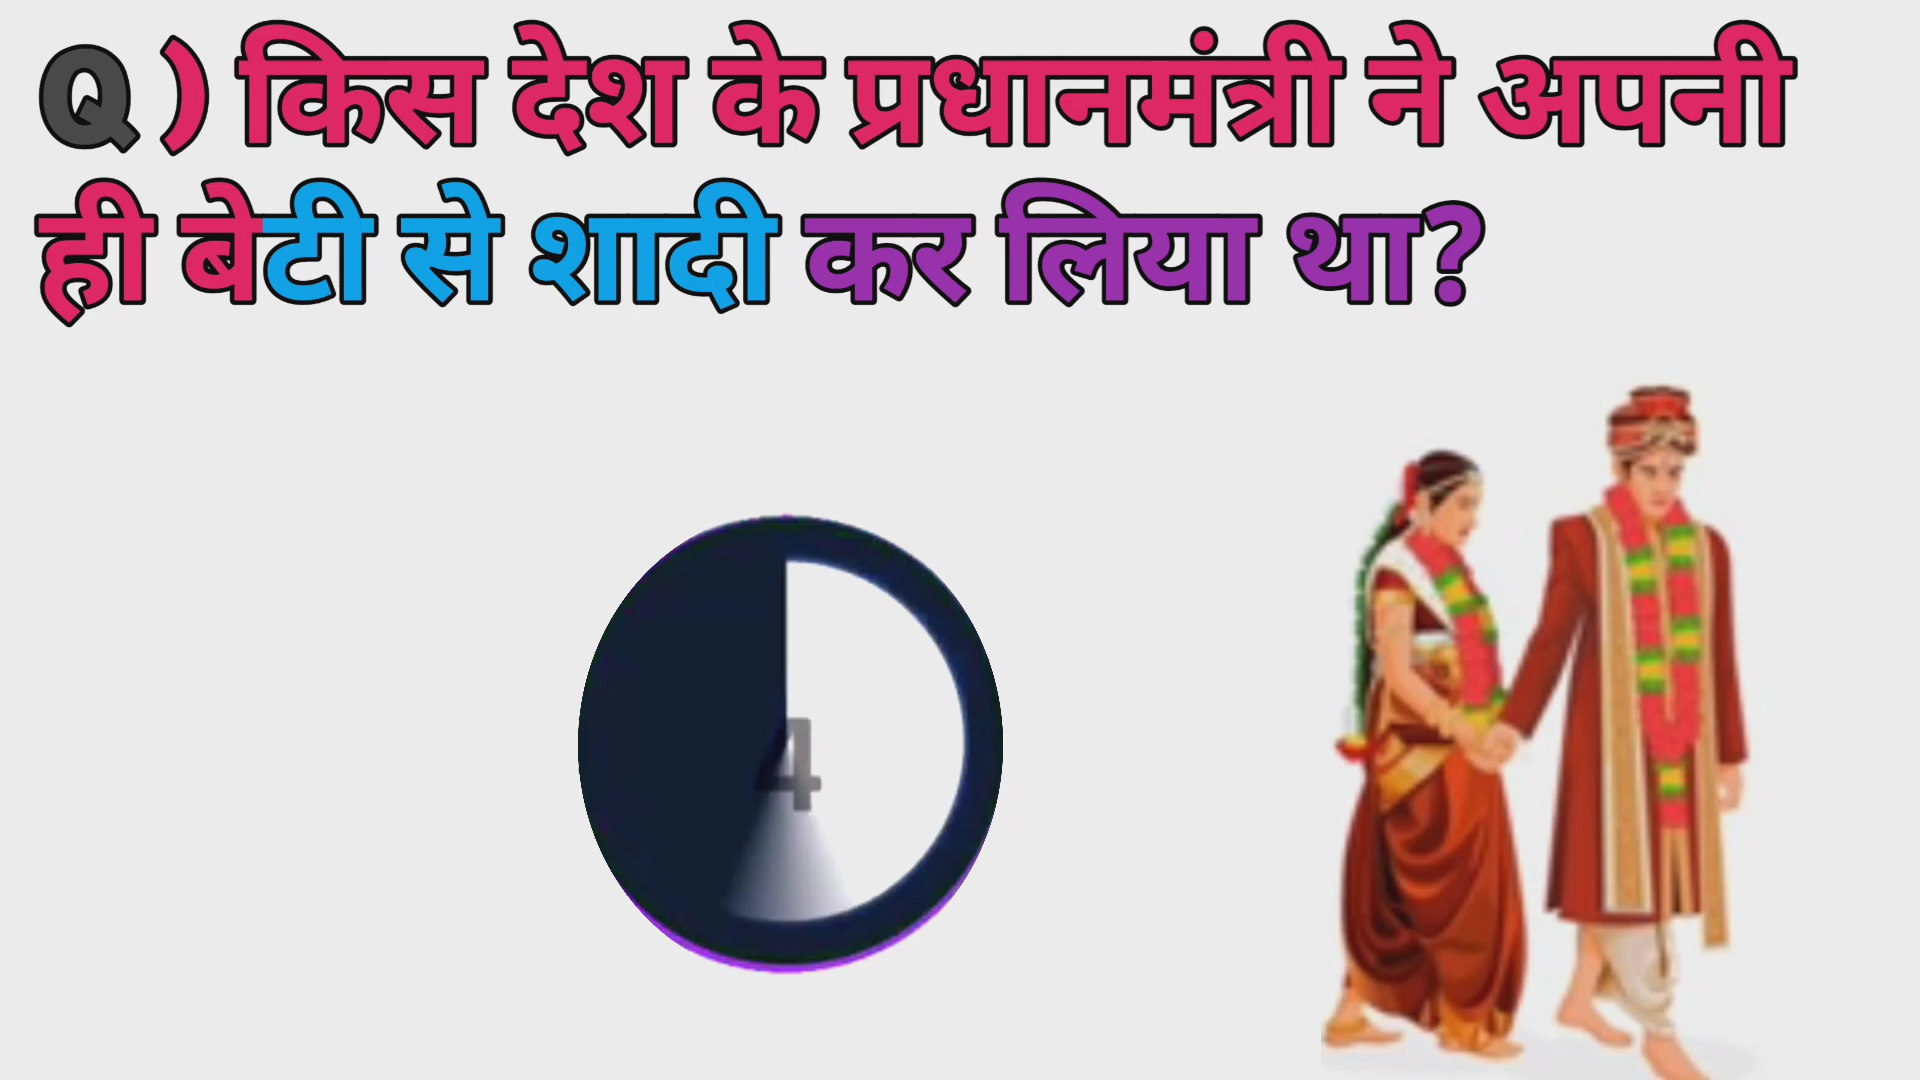 Q ) किस देश के प्रधानमंत्री ने अपनी
ही बेटी से शादी कर लिया था?
4